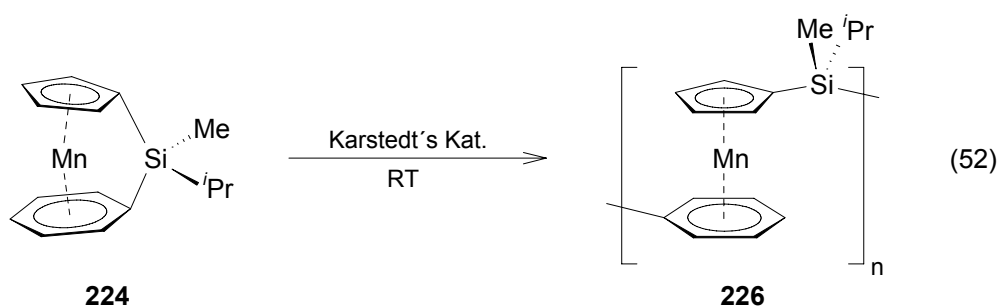 Me
iPr
Si
Me
Mn
Si
iPr
Karstedt´s Kat.
RT
Mn
(52)
n
224
226